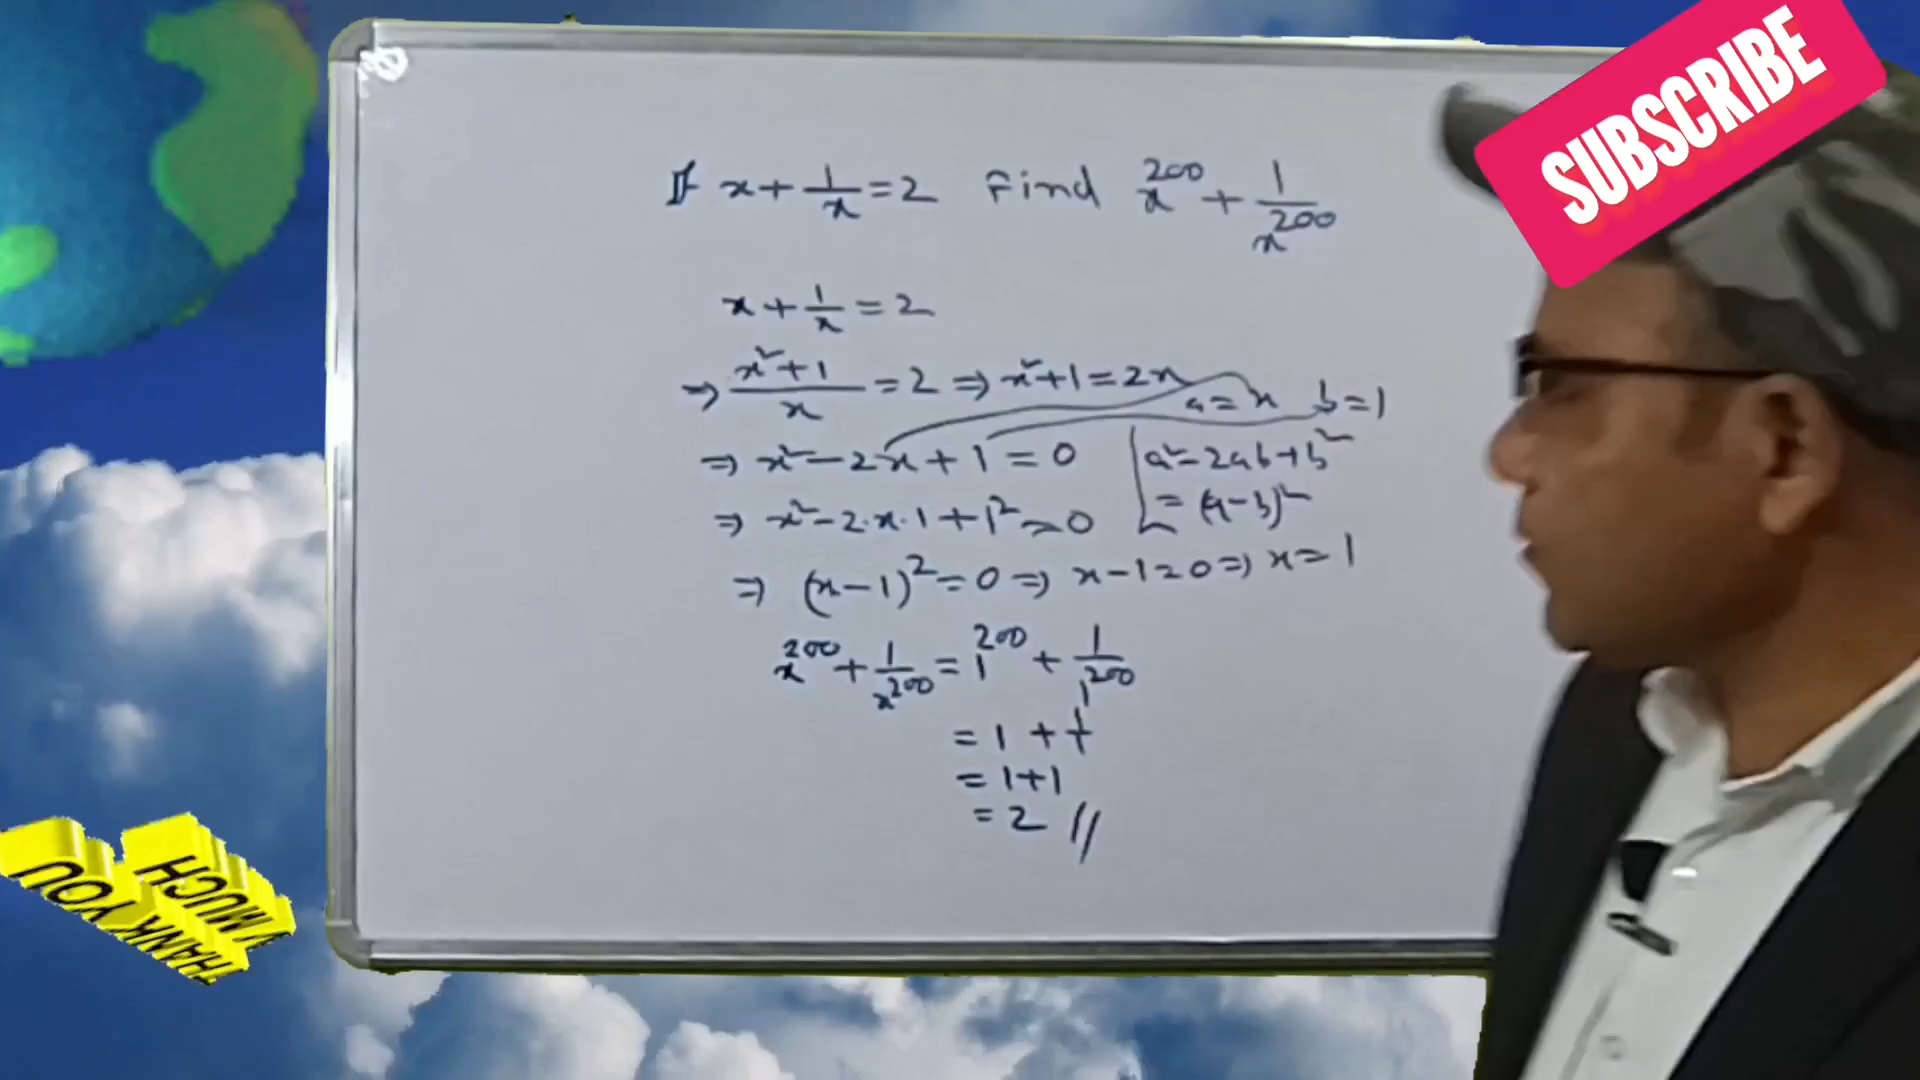 If x + 1/x = 2 Find x^200 + 1/x^200
x + 1/x = 2
⇒ (x² + 1)/x = 2 ⇒ x² + 1 = 2x
a = x b = 1
⇒ x² - 2x + 1 = 0
a² - 2ab + b²
= (a - b)²
⇒ x² - 2·x·1 + 1² = 0
⇒ (x - 1)² = 0 ⇒ x - 1 = 0 ⇒ x = 1
x^200 + 1/x^200 = 1^200 + 1/1^200
= 1 + 1/1
= 1 + 1
= 2 //
SUBSCRIBE
THANK YOU
MUCH